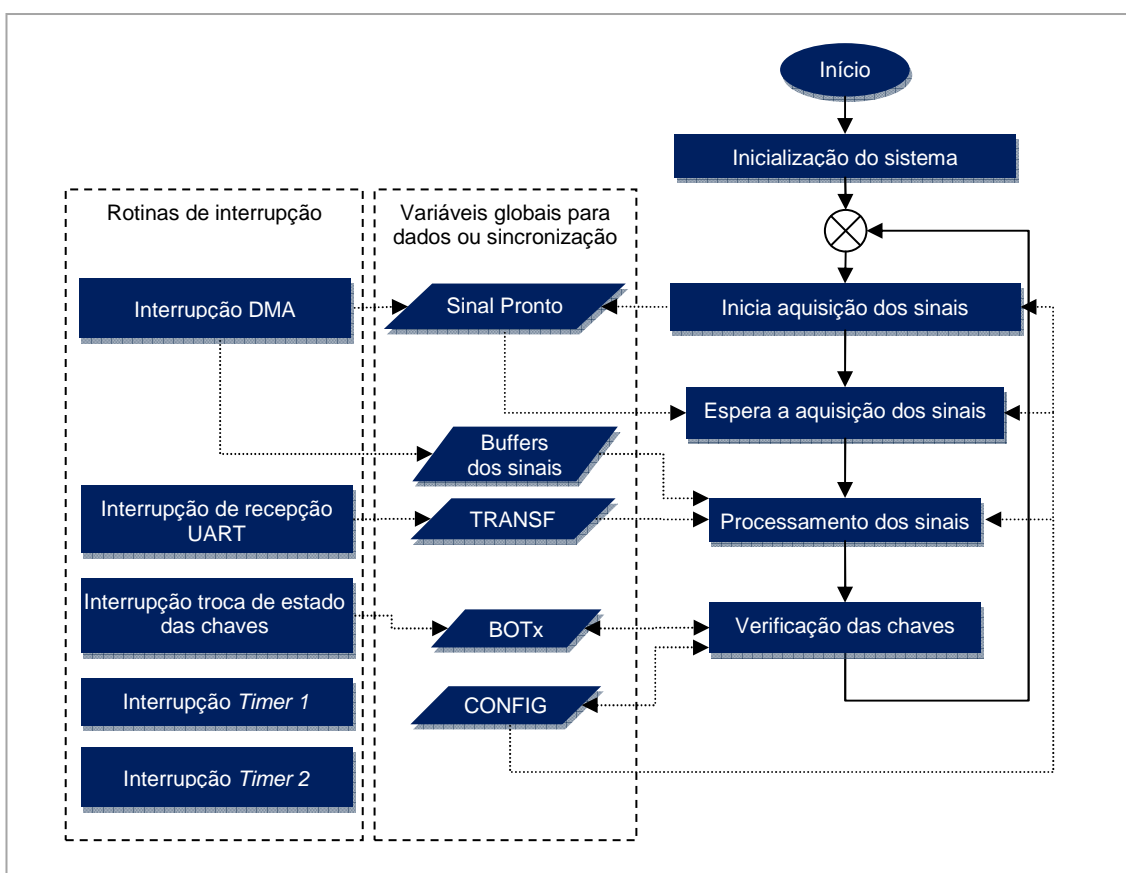 Início
Inicialização do sistema
Rotinas de interrupção
Variáveis globais para
dados ou sincronização
Interrupção DMA
Sinal Pronto
Inicia aquisição dos sinais
Espera a aquisição dos sinais
Buffers
dos sinais
Interrupção de recepção
UART
TRANSF
Processamento dos sinais
Interrupção troca de estado
das chaves
BOTx
Verificação das chaves
Interrupção Timer 1
CONFIG
Interrupção Timer 2